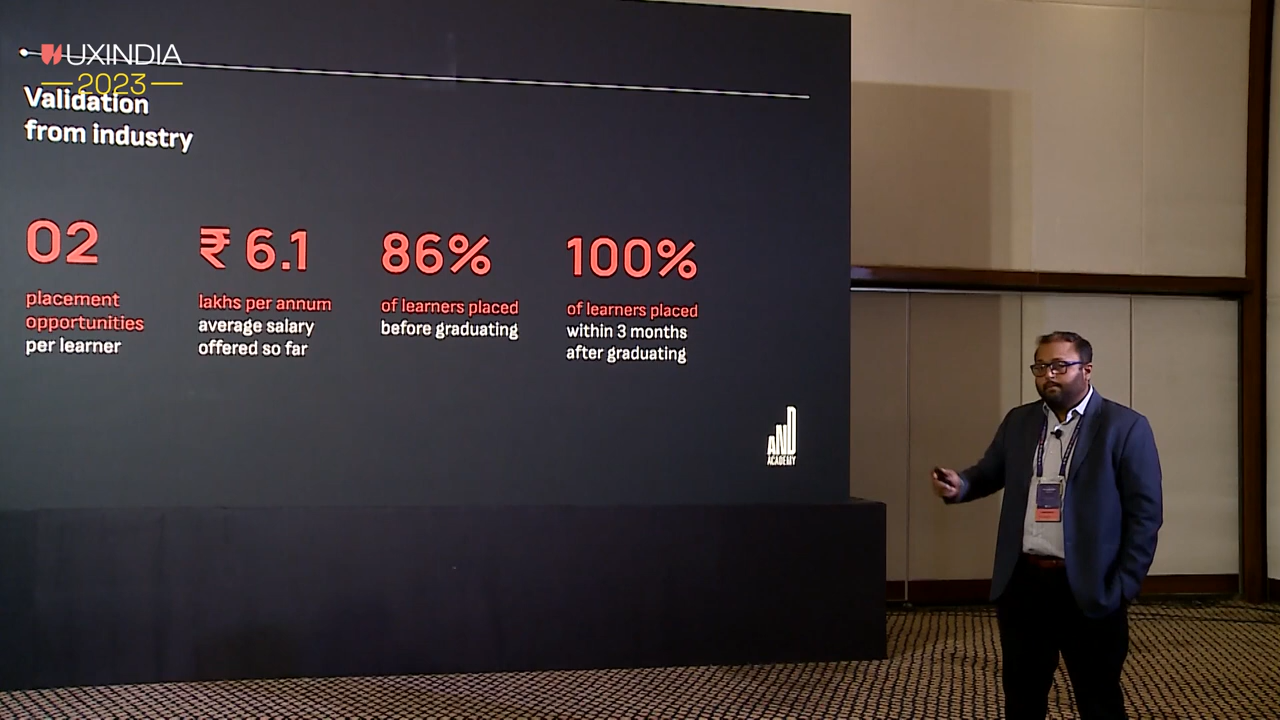 UXINDIA
2023
Validation
from industry
02
placement
opportunities
per learner
₹ 6.1
lakhs per annum
average salary
offered so far
86%
of learners placed
before graduating
100%
of learners placed
within 3 months
after graduating
AND
ACADEMY